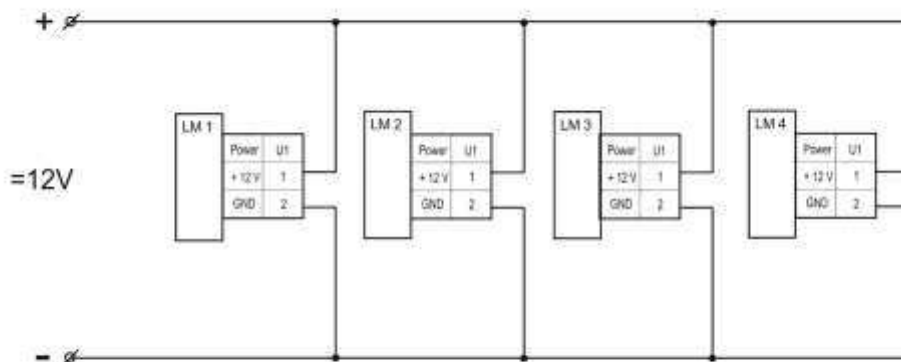 +
LM 1
Power U1
+ 12 V 1
GND 2
LM 2
Power U1
+ 12 V 1
GND 2
LM 3
Power U1
+ 12 V 1
GND 2
LM 4
Power U1
+ 12 V 1
GND 2
=12V
-